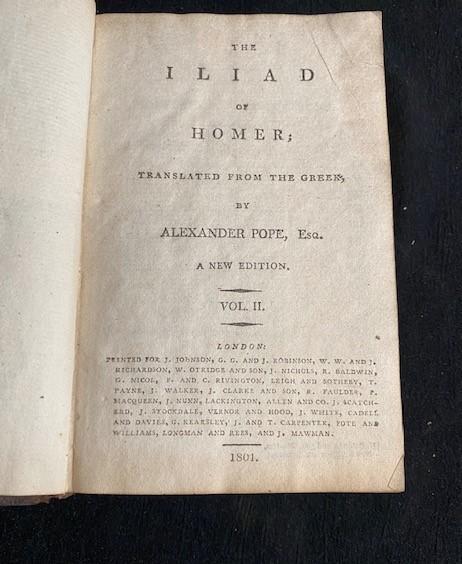 THE
ILIAD
OF
HOMER;
TRANSLATED FROM THE GREEK,
BY
ALEXANDER POPE, Esq.
A NEW EDITION.
VOL. II.
LONDON:
PRINTED FOR J. JOHNSON, G. G. AND J. ROBINSON, W. W. AND J.
RICHARDSON, W. OTRIDGE AND SON, J. NICHOLS, R. BALDWIN,
G. NICOL, F. AND C. RIVINGTON, LEIGH AND SOTHEBY, T.
PAYNE, J. WALKER, J. CLARKE AND SON, R. FAULDER, P.
MACQUEEN, J. NUNN, LACKINGTON, ALLEN AND CO. J. SCATCH-
ERD, J. STOCKDALE, VERNOR AND HOOD, J. WHITE, CADELL
AND DAVIES, G. KEARSLEY, J. AND T. CARPENTER, POTE AND
WILLIAMS, LONGMAN AND REES, AND J. MAWMAN.
1801.